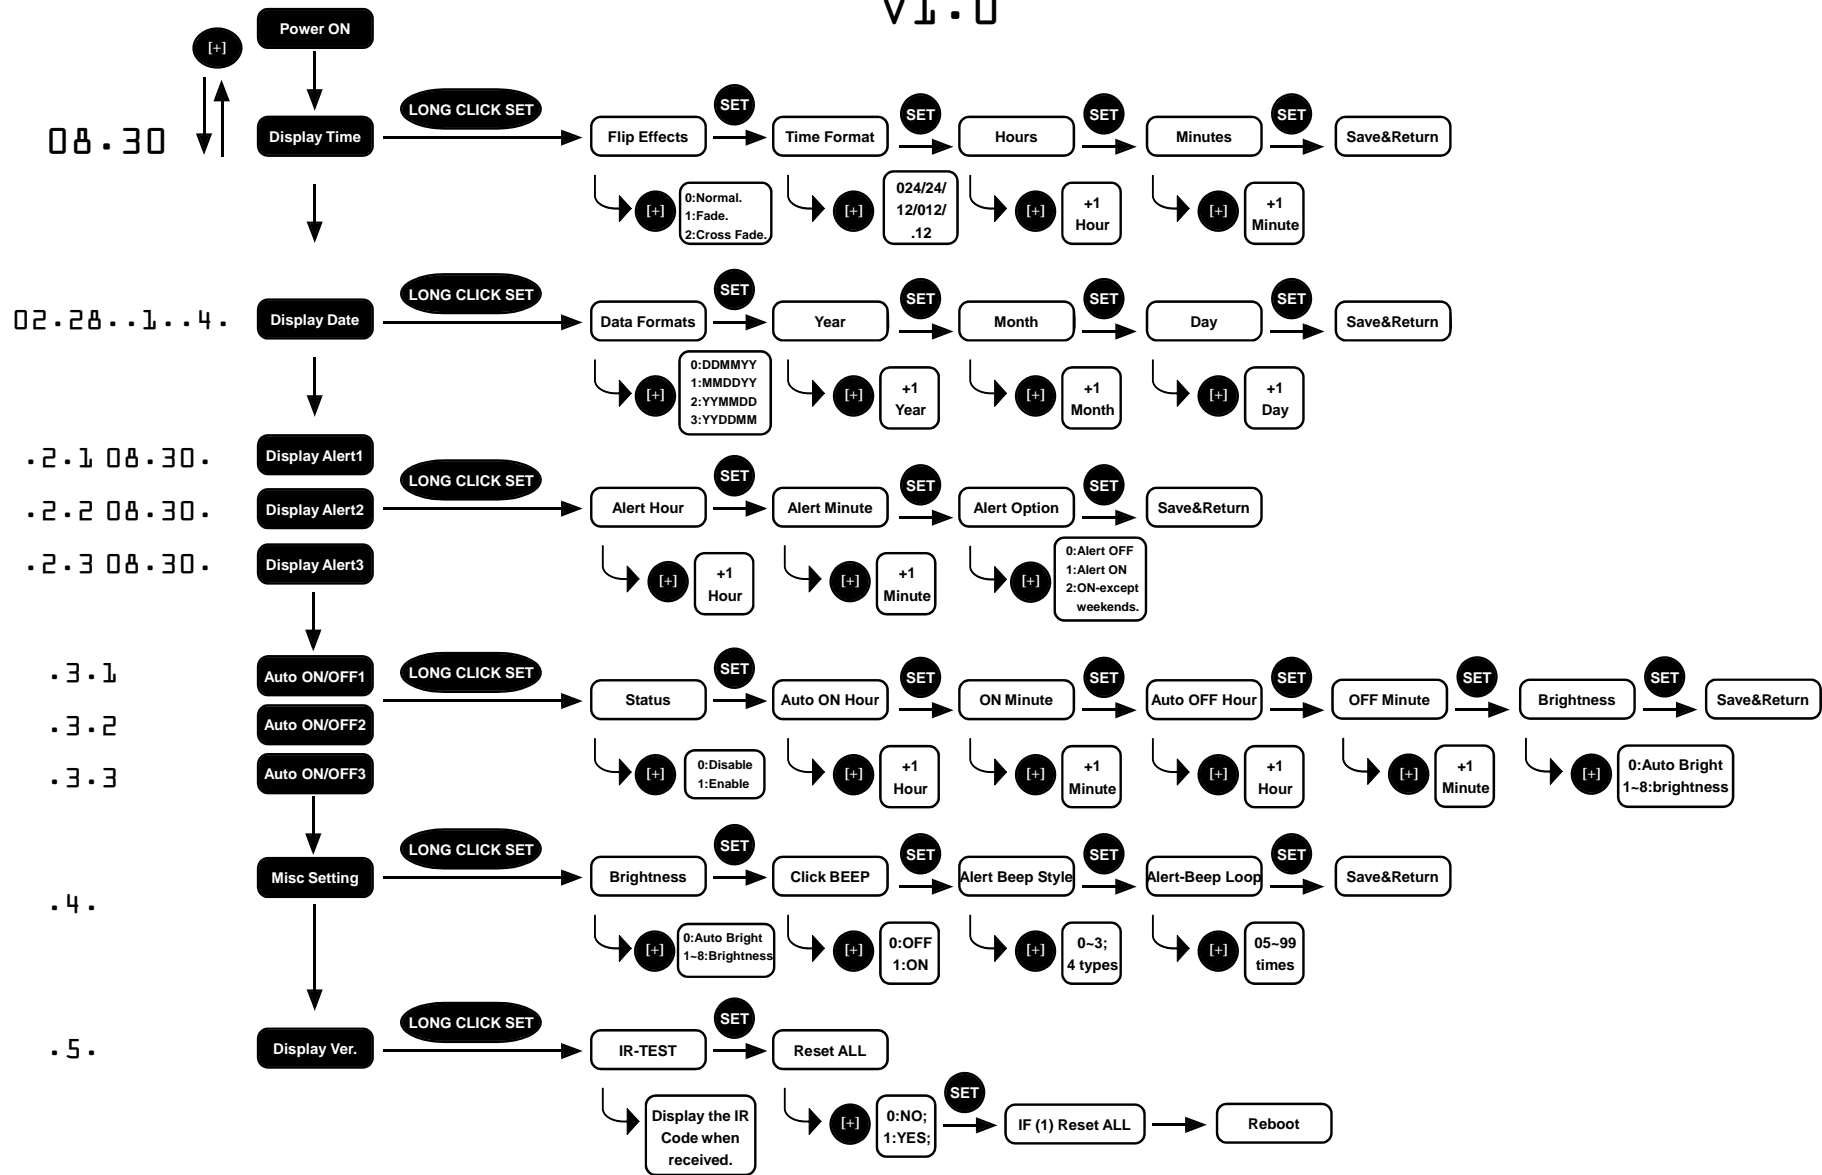 V1.0
Power ON
[+]
LONG CLICK SET
SET
SET
SET
SET
08.30
Display Time
Flip Effects
Time Format
Hours
Minutes
Save&Return
[+]
0:Normal.
1:Fade.
2:Cross Fade.
[+]
024/24/
12/012/
.12
[+]
+1
Hour
[+]
+1
Minute
LONG CLICK SET
SET
SET
SET
SET
02.28..1..4.
Display Date
Data Formats
Year
Month
Day
Save&Return
[+]
0:DDMMYY
1:MMDDYY
2:YYMMDD
3:YYDDMM
[+]
+1
Year
[+]
+1
Month
[+]
+1
Day
.2.1 08.30.
Display Alert1
LONG CLICK SET
SET
SET
SET
.2.2 08.30.
Display Alert2
Alert Hour
Alert Minute
Alert Option
Save&Return
.2.3 08.30.
Display Alert3
[+]
+1
Hour
[+]
+1
Minute
[+]
0:Alert OFF
1:Alert ON
2:ON-except
weekends.
.3.1
Auto ON/OFF1
LONG CLICK SET
SET
SET
SET
SET
SET
SET
Status
Auto ON Hour
ON Minute
Auto OFF Hour
OFF Minute
Brightness
Save&Return
.3.2
Auto ON/OFF2
.3.3
Auto ON/OFF3
[+]
0:Disable
1:Enable
[+]
+1
Hour
[+]
+1
Minute
[+]
+1
Hour
[+]
+1
Minute
[+]
0:Auto Bright
1~8:brightness
LONG CLICK SET
SET
SET
SET
SET
.4.
Misc Setting
Brightness
Click BEEP
Alert Beep Style
Alert-Beep Loop
Save&Return
[+]
0:Auto Bright
1~8:Brightness
[+]
0:OFF
1:ON
[+]
0~3;
4 types
[+]
05~99
times
LONG CLICK SET
SET
.5.
Display Ver.
IR-TEST
Reset ALL
Display the IR
Code when
received.
[+]
0:NO;
1:YES;
SET
IF (1) Reset ALL
Reboot